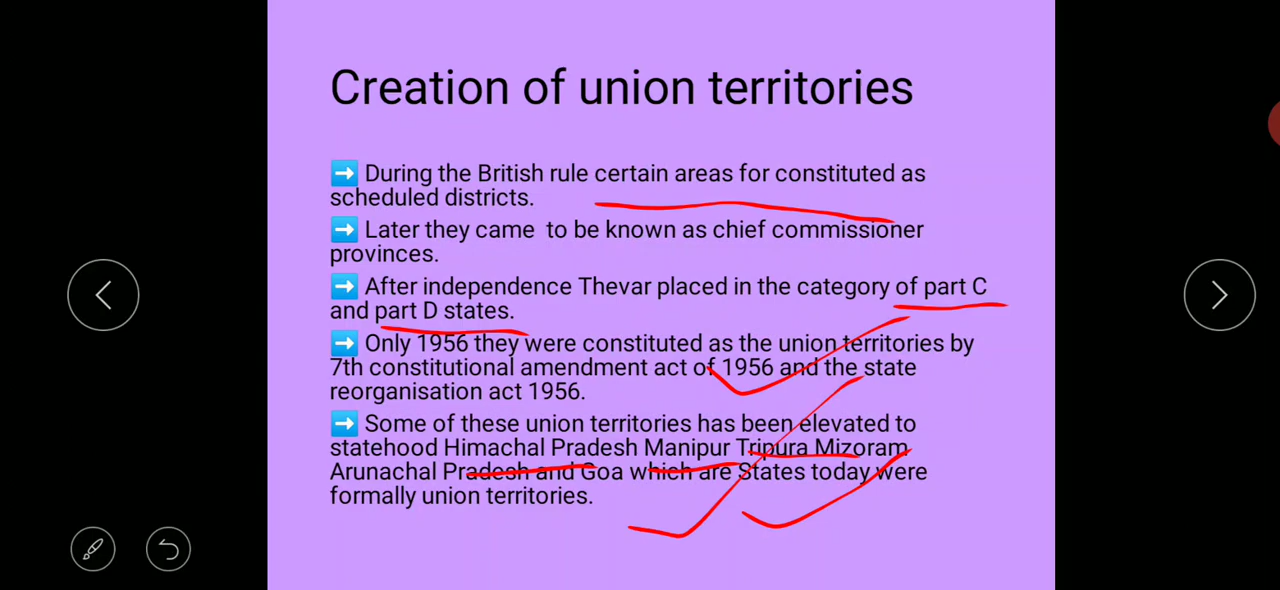 Creation of union territories
➡️ During the British rule certain areas for constituted as
scheduled districts.
➡️ Later they came to be known as chief commissioner
provinces.
➡️ After independence Thevar placed in the category of part C
and part D states.
➡️ Only 1956 they were constituted as the union territories by
7th constitutional amendment act of 1956 and the state
reorganisation act 1956.
➡️ Some of these union territories has been elevated to
statehood Himachal Pradesh Manipur Tripura Mizoram
Arunachal Pradesh and Goa which are States today were
formally union territories.